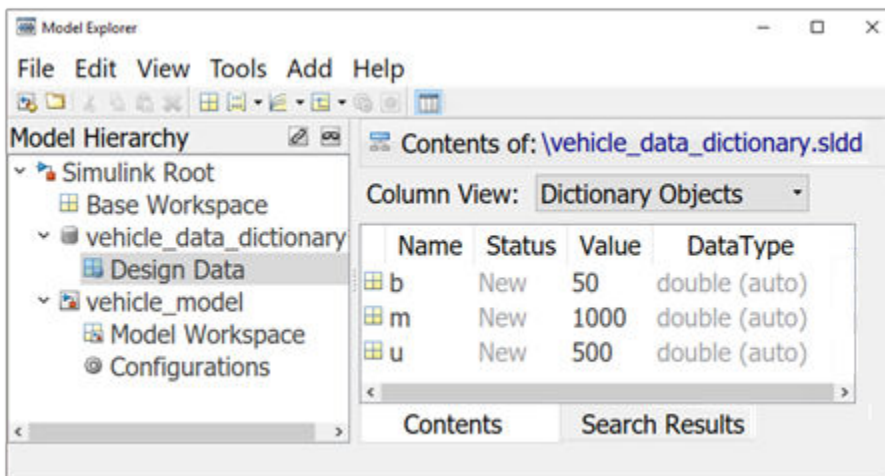 Model Explorer
File Edit View Tools Add Help
Model Hierarchy
Simulink Root
Base Workspace
vehicle_data_dictionary
Design Data
vehicle_model
Model Workspace
Configurations
Contents of: \vehicle_data_dictionary.sldd
Column View: Dictionary Objects
Name Status Value DataType
b New 50 double (auto)
m New 1000 double (auto)
u New 500 double (auto)
Contents Search Results